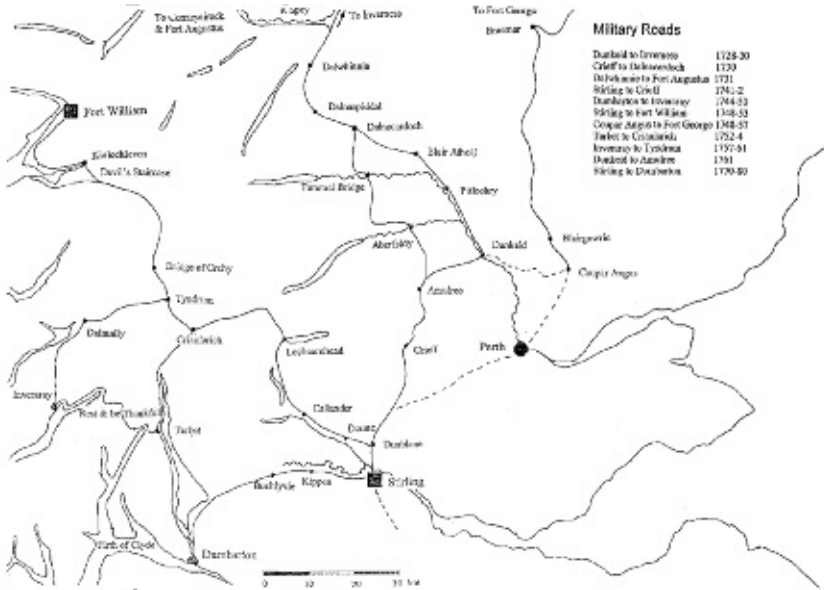 To
& Fort Augustus
Spey
To Inverness
To Fort George
Braemar
Military Roads
Dunkeld to Inverness 1728-30
Crieff to Dalnacardoch 1730
Dalwhinnie to Fort Augustus 1731
Stirling to Crieff 1741-2
Dumbarton to Inveraray
Stirling to Fort William 1748-53
Coupar Angus to Fort George 1748-57
Tarbet to Crianlarich 1752-4
Inveraray to Tyndrum 1757-61
Dunkeld to Amulree 1761
Stirling to Dumbarton
Dalwhinnie
Fort William
Dalnacardoch
Blair Atholl
Kinlochleven
Devil's Staircase
Tummel Bridge
Pitlochry
Aberfeldy
Dunkeld
Blairgowrie
Coupar Angus
Bridge of Orchy
Amulree
Tyndrum
Dalmally
Crianlarich
Lochearnhead
Crieff
Perth
Inveraray
Rest & be Thankful
Tarbet
Callander
Doune
Dunblane
Buchlyvie
Kippen
Stirling
Firth of Clyde
Dumbarton
0 10 20 30